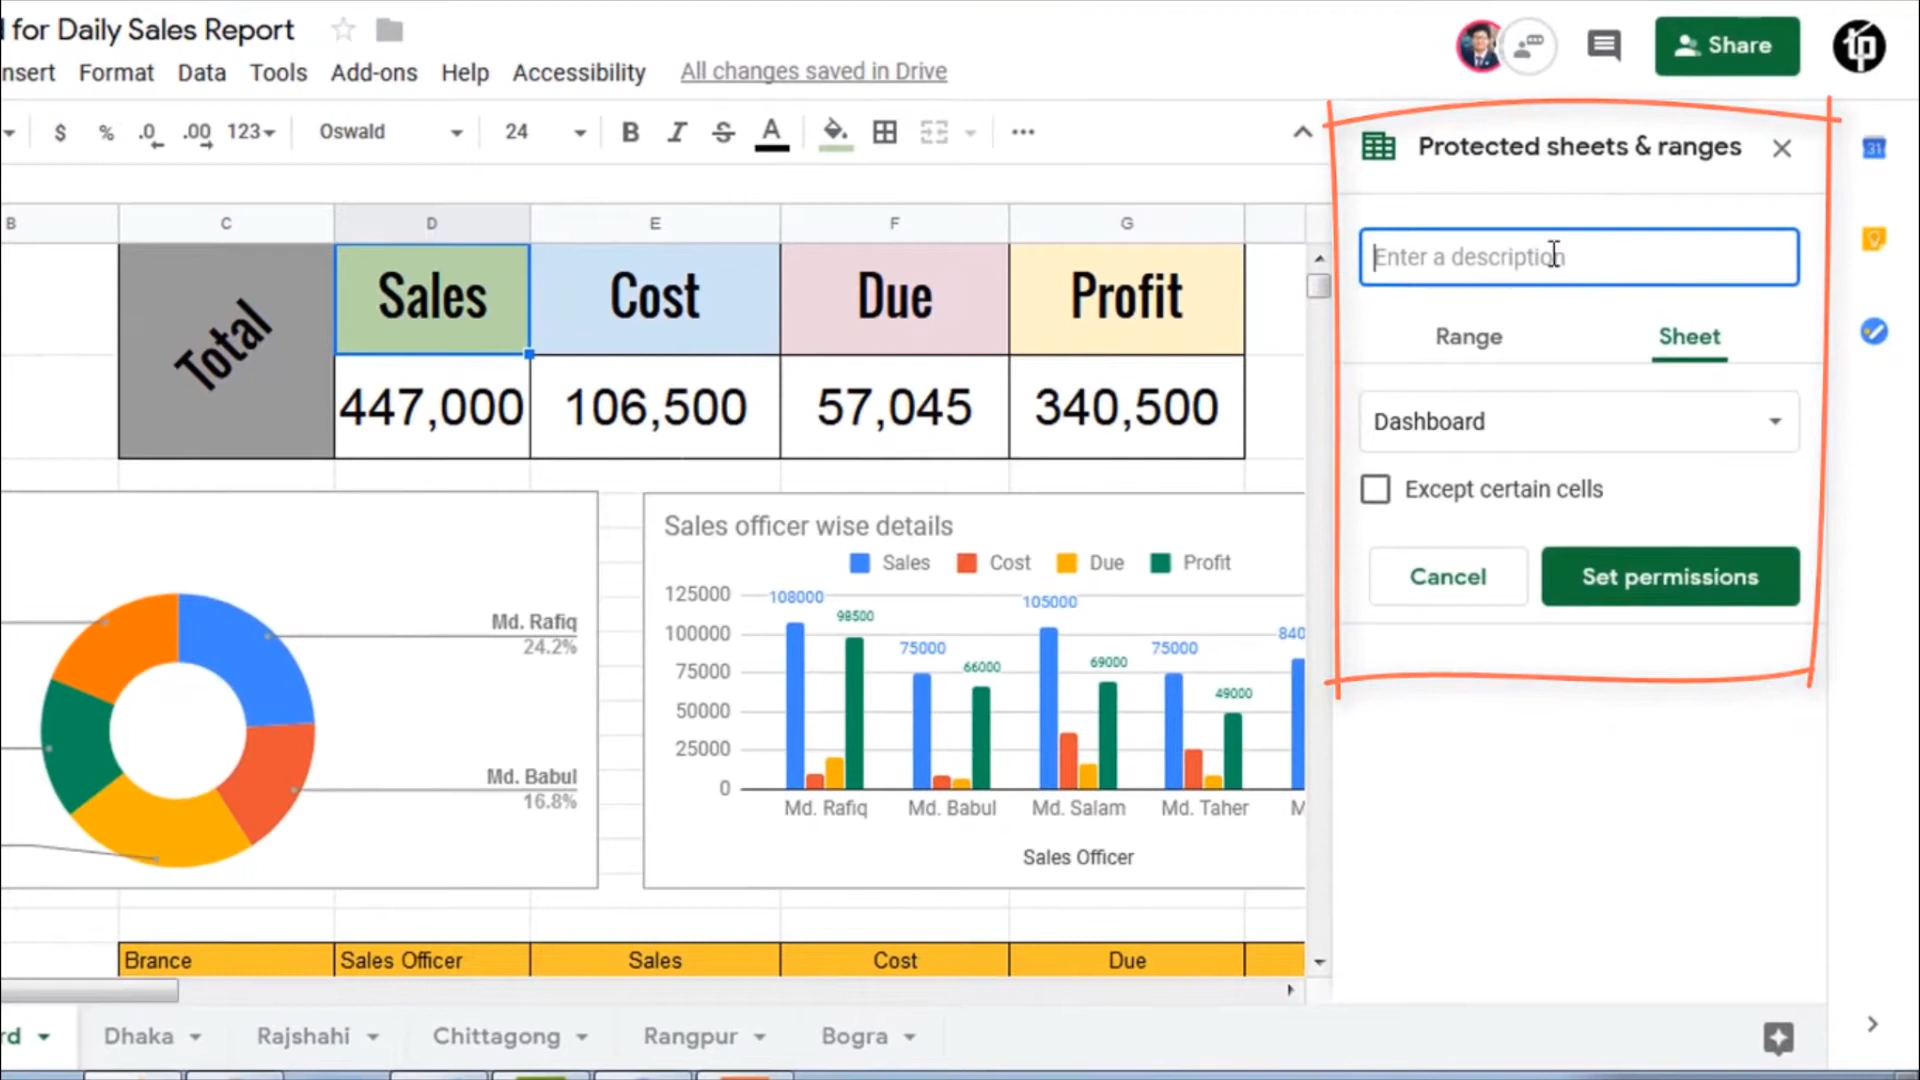 for Daily Sales Report
Share
nsert Format Data Tools Add-ons Help Accessibility All changes saved in Drive
$ % .0 .00 123 Oswald 24 B I S A
Protected sheets & ranges
31
B C D E F G
Enter a description
Total
Sales Cost Due Profit
Range Sheet
447,000 106,500 57,045 340,500
Dashboard
Except certain cells
Sales officer wise details
Sales Cost Due Profit
Cancel Set permissions
125000
100000
75000
50000
25000
0
108000 98500 75000 66000 105000 69000 75000 49000 840
Md. Rafiq Md. Babul Md. Salam Md. Taher M
Sales Officer
Md. Rafiq
24.2%
Md. Babul
16.8%
Brance Sales Officer Sales Cost Due
rd Dhaka Rajshahi Chittagong Rangpur Bogra